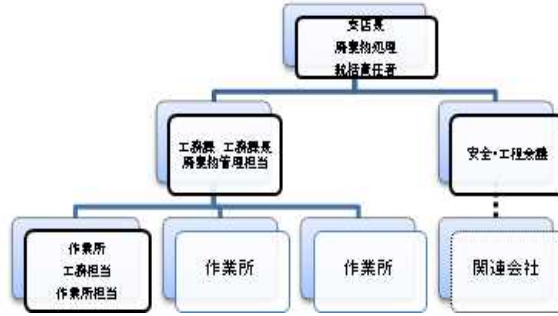 支店長
廃棄物処理
統括責任者
工務課 工務課長
廃棄物管理担当
安全・工程会議
作業所
工務担当
作業所担当
作業所
作業所
関連会社